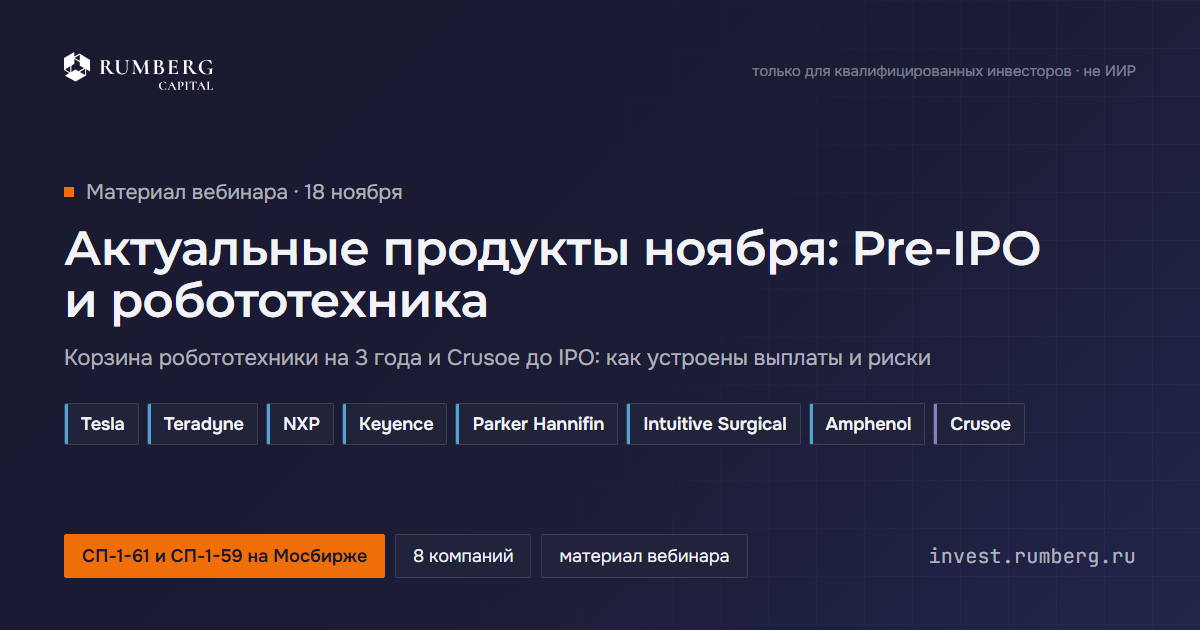 RUMBERG
CAPITAL
только для квалифицированных инвесторов · не ИИР
Материал вебинара · 18 ноября
Актуальные продукты ноября: Pre-IPO
и робототехника
Корзина робототехники на 3 года и Crusoe до IPO: как устроены выплаты и риски
Tesla Teradyne NXP Keyence Parker Hannifin Intuitive Surgical Amphenol Crusoe
СП-1-61 и СП-1-59 на Мосбирже 8 компаний материал вебинара invest.rumberg.ru